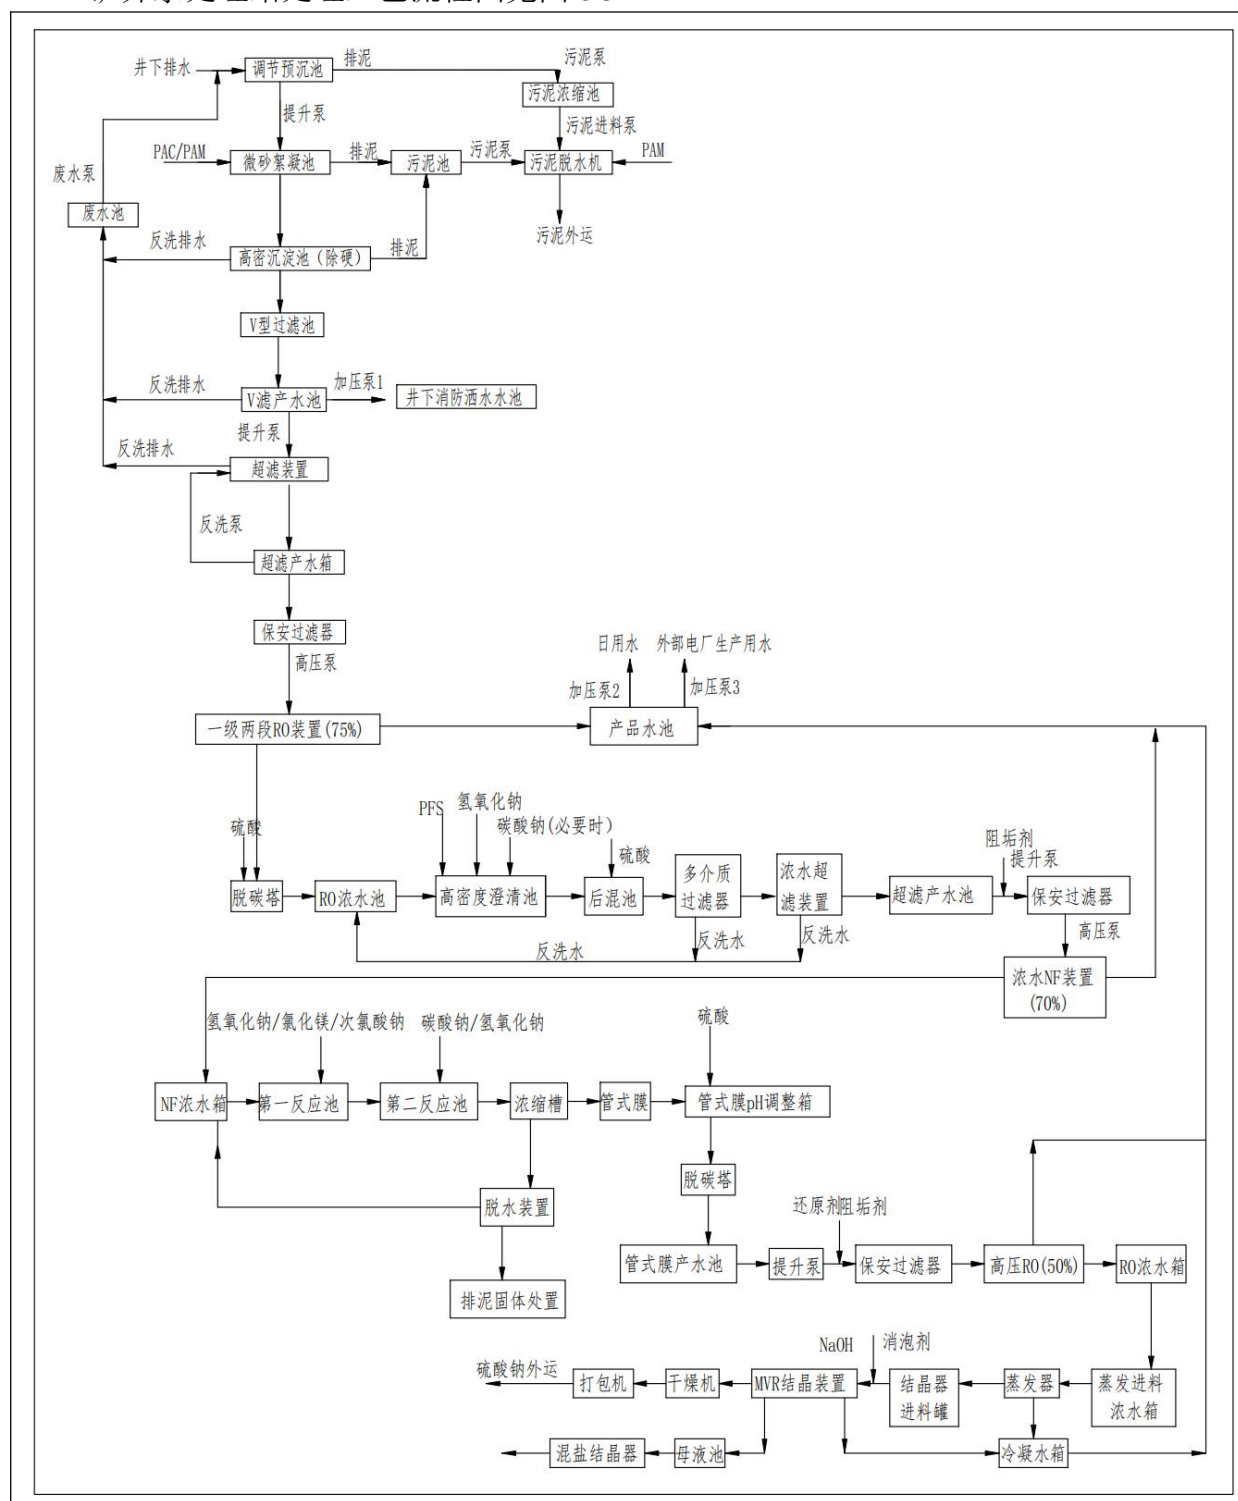 井下排水
调节预沉池
排泥
污泥泵
污泥浓缩池
提升泵
污泥进料泵
PAC/PAM
微砂絮凝池
排泥
污泥池
污泥泵
污泥脱水机
PAM
废水泵
废水池
污泥外运
反洗排水
高密沉淀池（除硬）
排泥
V型过滤池
反洗排水
V滤产水池
加压泵1
井下消防洒水水池
提升泵
反洗排水
超滤装置
反洗泵
超滤产水箱
保安过滤器
高压泵
日用水
外部电厂生产用水
加压泵2
加压泵3
一级两段RO装置(75%)
产品水池
硫酸
PFS
氢氧化钠
碳酸钠(必要时)
硫酸
阻垢剂
提升泵
脱碳塔
RO浓水池
高密度澄清池
后混池
多介质
过滤器
浓水超
滤装置
超滤产水池
保安过滤器
反洗水
反洗水
反洗水
高压泵
浓水NF装置
(70%)
氢氧化钠/氯化镁/次氯酸钠
碳酸钠/氢氧化钠
硫酸
NF浓水箱
第一反应池
第二反应池
浓缩槽
管式膜
管式膜pH调整箱
脱碳塔
脱水装置
还原剂阻垢剂
管式膜产水池
提升泵
保安过滤器
高压RO(50%)
RO浓水箱
排泥固体处置
NaOH
消泡剂
硫酸钠外运
打包机
干燥机
MVR结晶装置
结晶器
进料罐
蒸发器
蒸发进料
浓水箱
混盐结晶器
母液池
冷凝水箱